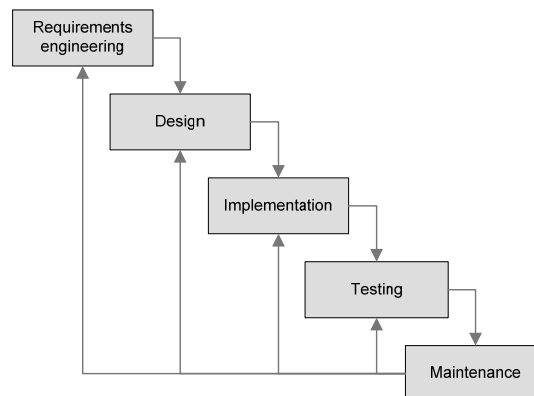 Requirements
engineering
Design
Implementation
Testing
Maintenance